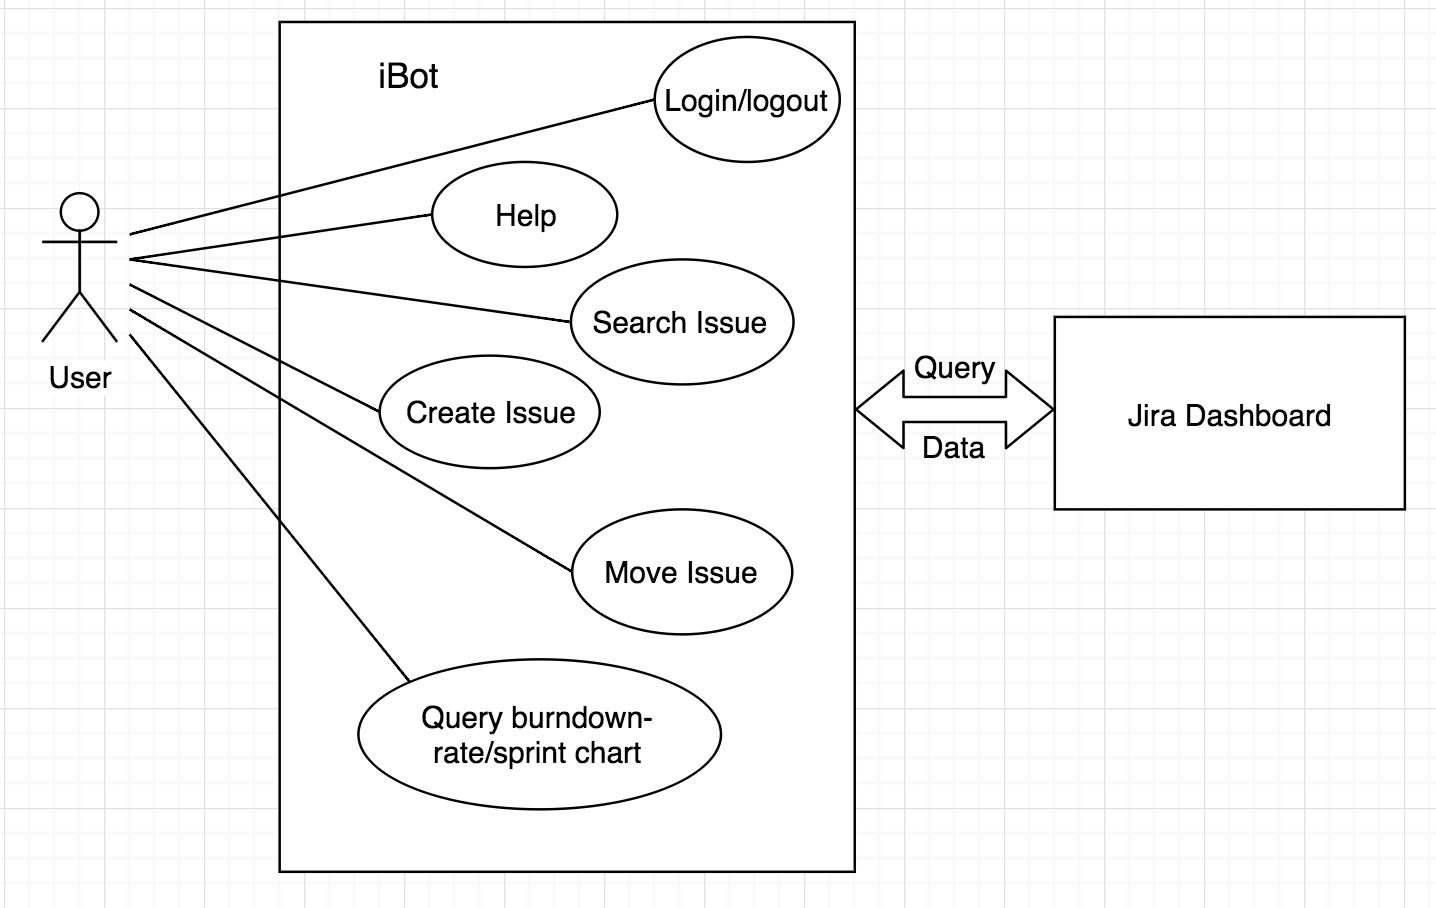 iBot
Login/logout
Help
Search Issue
User
Create Issue
Query
Data
Jira Dashboard
Move Issue
Query burndown-
rate/sprint chart